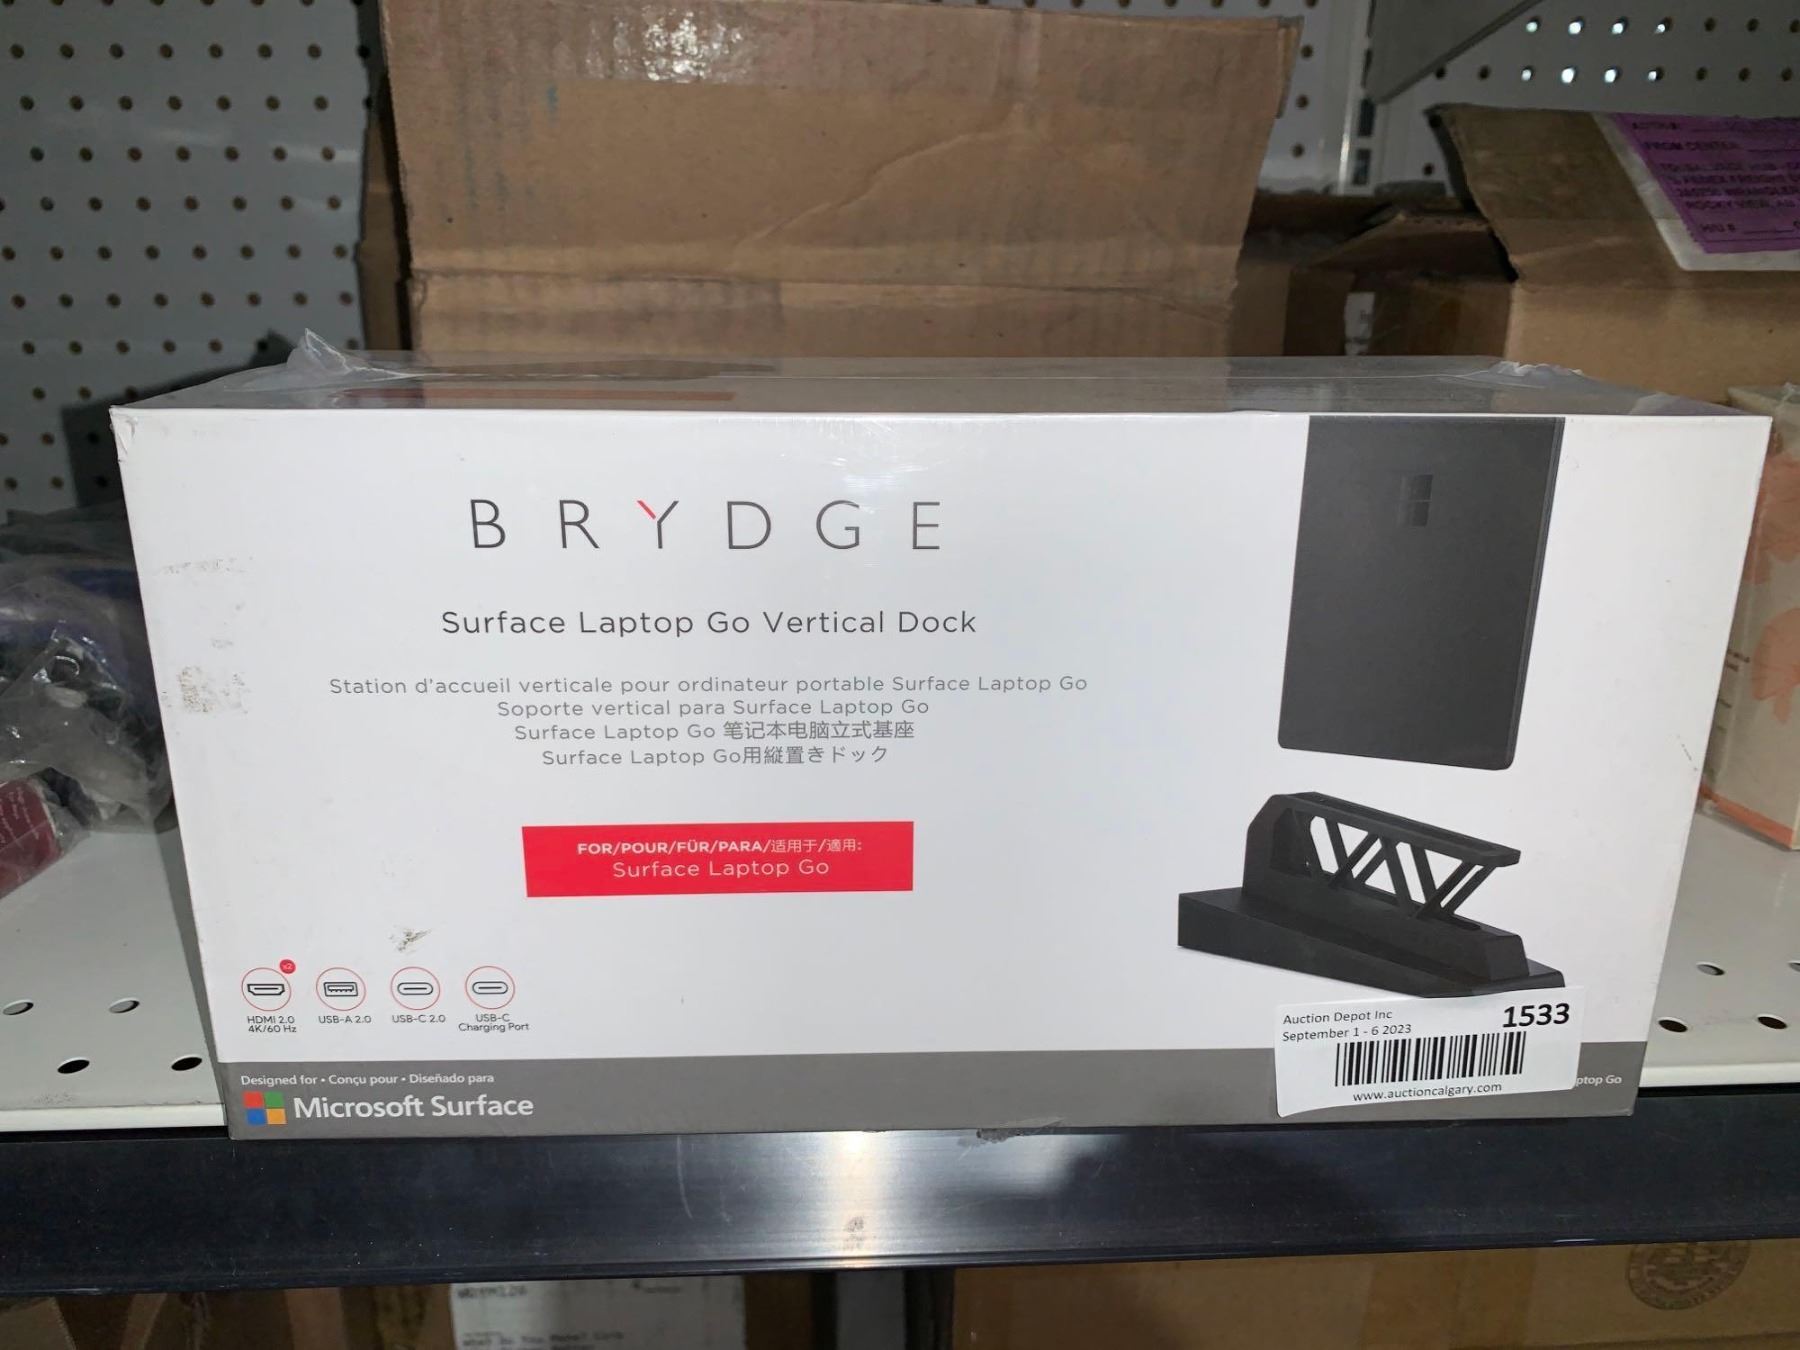 BRYDGE
Surface Laptop Go Vertical Dock
Station d'accueil verticale pour ordinateur portable Surface Laptop Go
Soporte vertical para Surface Laptop Go
Surface Laptop Go 笔记本电脑立式基座
Surface Laptop Go用縦置きドック
FOR/POUR/FÜR/PARA/适用于/適用:
Surface Laptop Go
x2
HDMI 2.0
4K/60 Hz
USB-A 2.0
USB-C 2.0
USB-C
Charging Port
Designed for • Conçu pour • Diseñado para
Microsoft Surface
Auction Depot Inc
1533
September 1 - 6 2023
www.auctioncalgary.com
ptop Go
FROM CENTER